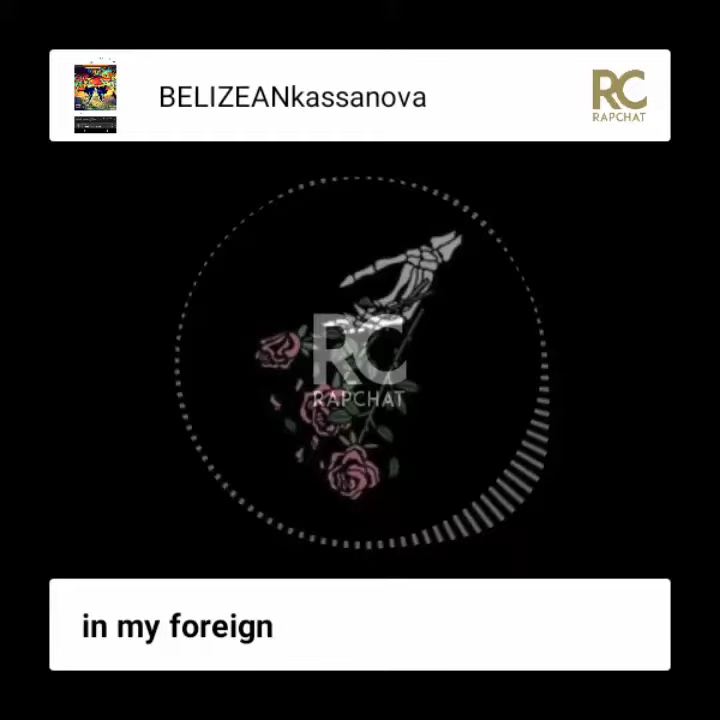 BELIZEANkassanova
RC
RAPCHAT
RC
RAPCHAT
in my foreign